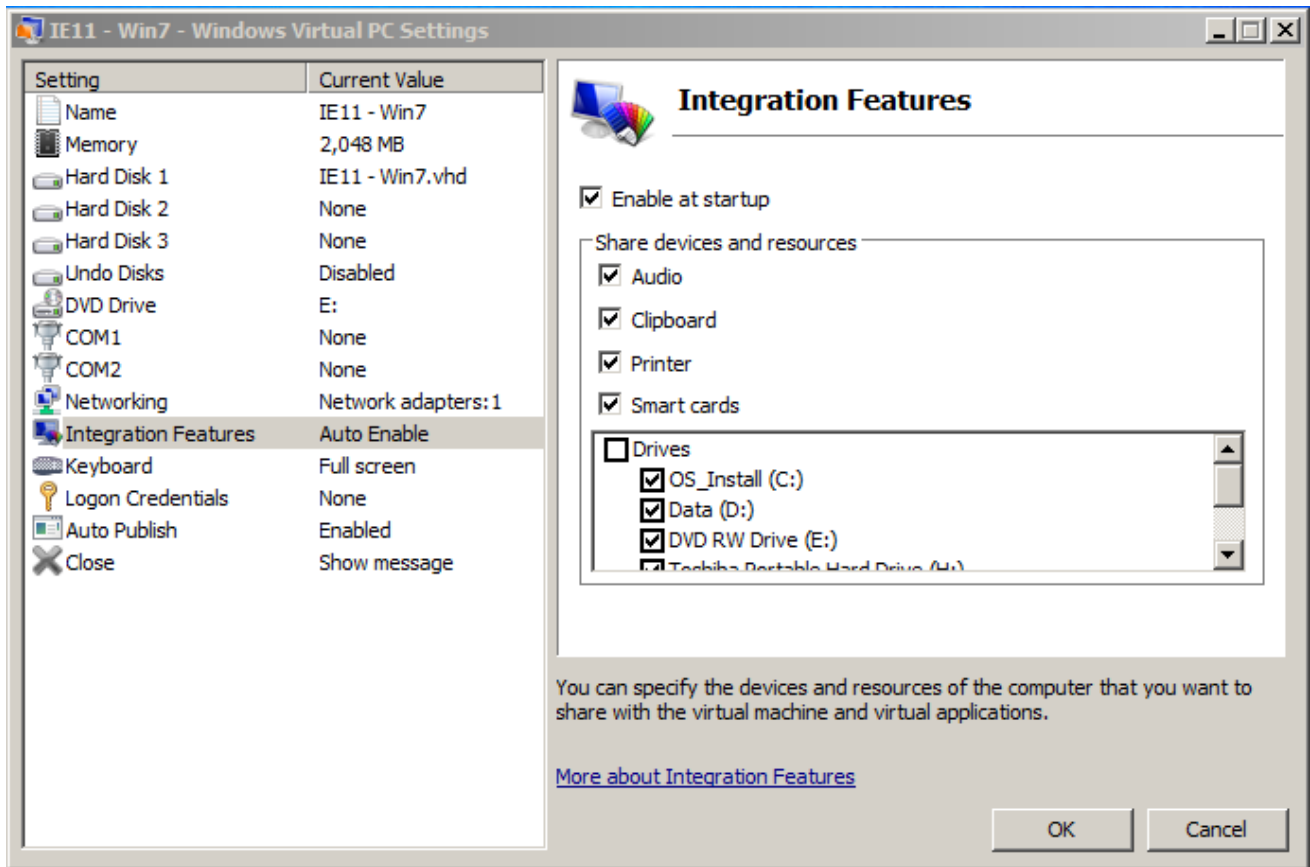 IE11 - Win7 - Windows Virtual PC Settings
Setting Current Value
Name IE11 - Win7
Memory 2,048 MB
Hard Disk 1 IE11 - Win7.vhd
Hard Disk 2 None
Hard Disk 3 None
Undo Disks Disabled
DVD Drive E:
COM1 None
COM2 None
Networking Network adapters:1
Integration Features Auto Enable
Keyboard Full screen
Logon Credentials None
Auto Publish Enabled
Close Show message
Integration Features
Enable at startup
Share devices and resources
Audio
Clipboard
Printer
Smart cards
Drives
OS_Install (C:)
Data (D:)
DVD RW Drive (E:)
Toshiba Portable Hard Drive (H:)
You can specify the devices and resources of the computer that you want to
share with the virtual machine and virtual applications.
More about Integration Features
OK Cancel